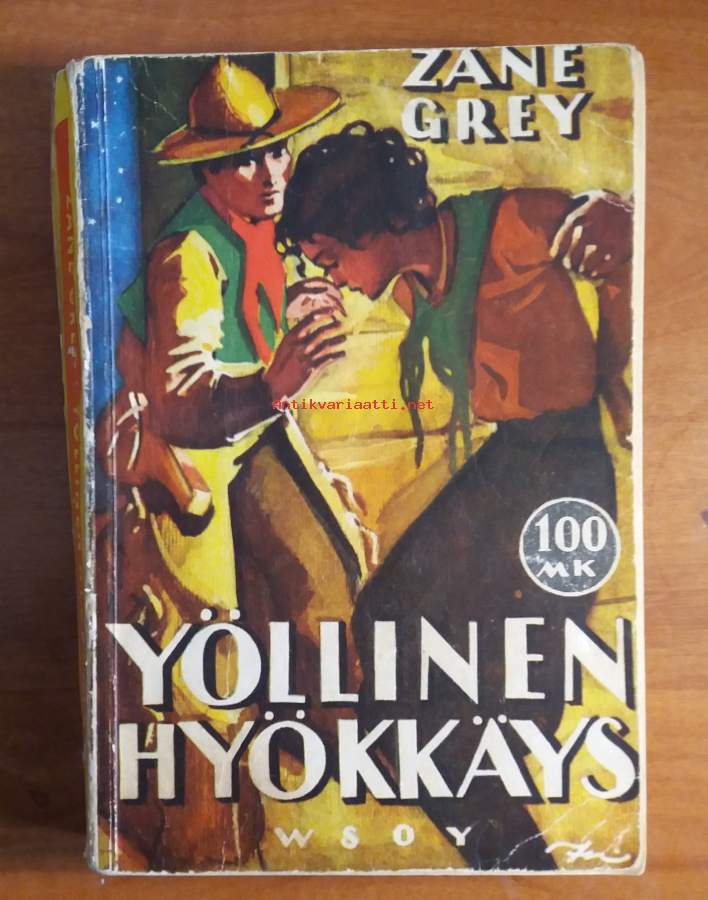 ZANE
GREY
antikvariaatti.net
100
MK
YÖLLINEN
HYÖKKÄYS
WSOY